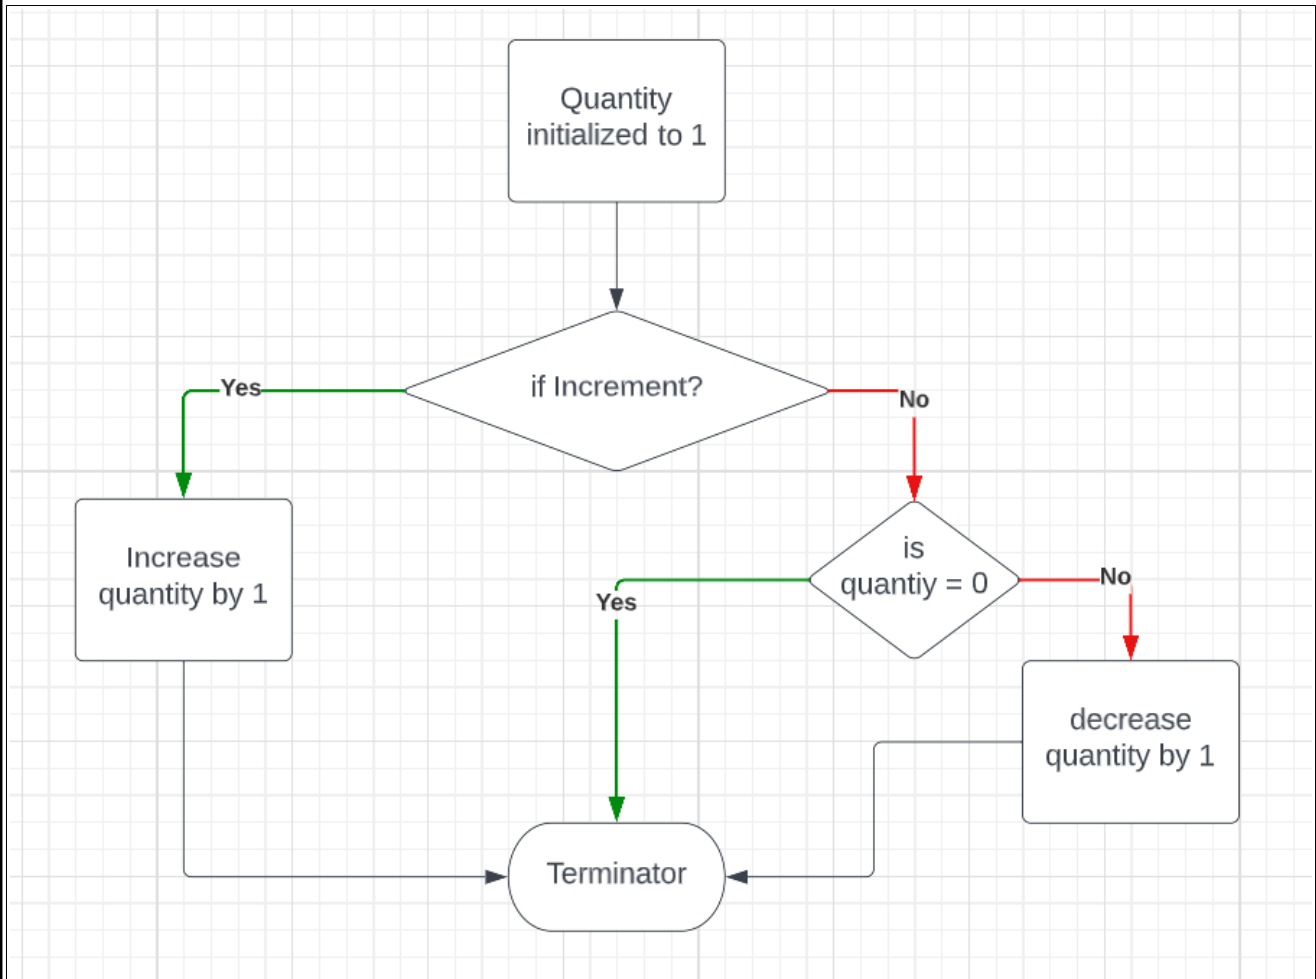 Quantity
initialized to 1
if Increment?
Yes
No
Increase
quantity by 1
is
quantiy = 0
Yes
No
decrease
quantity by 1
Terminator